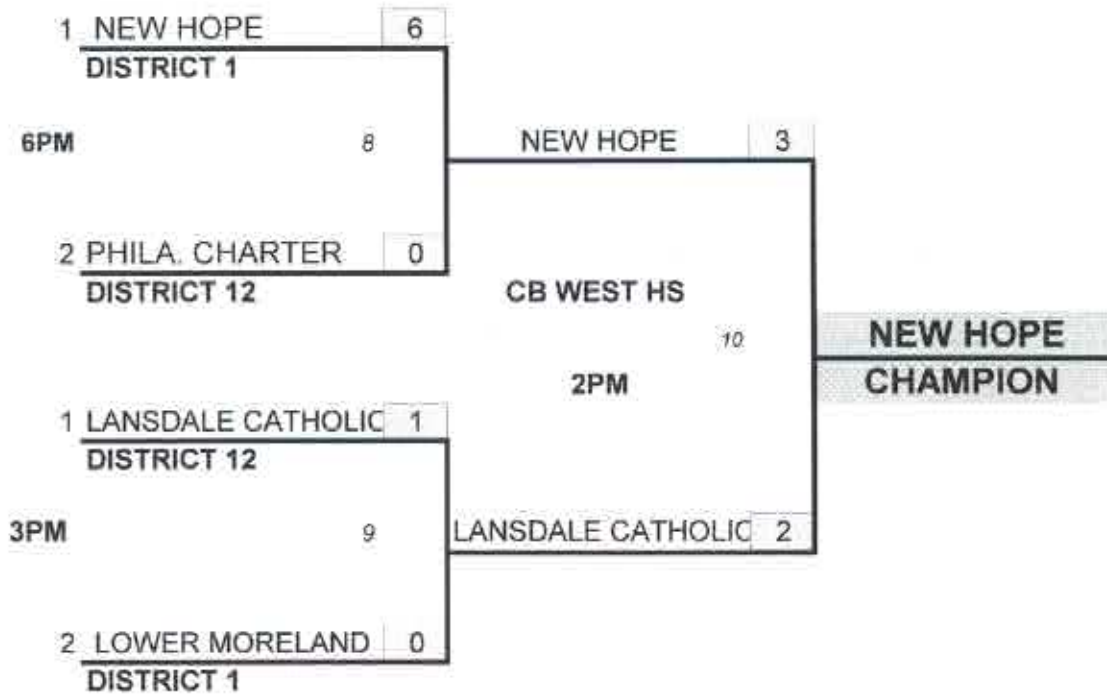 1 NEW HOPE 6
DISTRICT 1
6PM 8
2 PHILA. CHARTER 0
DISTRICT 12
NEW HOPE 3
CB WEST HS
10
2PM
1 LANSDALE CATHOLIC 1
DISTRICT 12
3PM 9
2 LOWER MORELAND 0
DISTRICT 1
LANSDALE CATHOLIC 2
NEW HOPE
CHAMPION